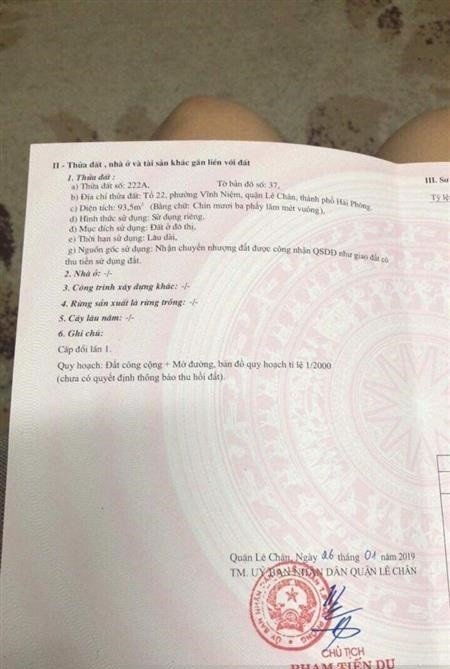 II - Thửa đất , nhà ở và tài sản khác gắn liền với đất
1. Thửa đất :
a) Thửa đất số: 222A, Tờ bản đồ số: 37,
b) Địa chỉ thửa đất: Tổ 22, phường Vĩnh Niệm, quận Lê Chân, thành phố Hải Phòng,
c) Diện tích: 93,5m² (Bằng chữ: Chín mươi ba phẩy lăm mét vuông),
d) Hình thức sử dụng: Sử dụng riêng,
đ) Mục đích sử dụng: Đất ở đô thị,
e) Thời hạn sử dụng: Lâu dài,
g) Nguồn gốc sử dụng: Nhận chuyển nhượng đất được công nhận QSDĐ như giao đất có
thu tiền sử dụng đất.
2. Nhà ở: -/-
3. Công trình xây dựng khác: -/-
4. Rừng sản xuất là rừng trồng: -/-
5. Cây lâu năm: -/-
6. Ghi chú:
Cấp đổi lần 1.
Quy hoạch: Đất công cộng + Mở đường, bản đồ quy hoạch tỉ lệ 1/2000
(chưa có quyết định thông báo thu hồi đất).
III. Sơ
Tỷ lệ
Quận Lê Chân, Ngày 26 tháng 01 năm 2019
TM. UỶ BAN NHÂN DÂN QUẬN LÊ CHÂN
CHỦ TỊCH
PHẠM TIẾN DU